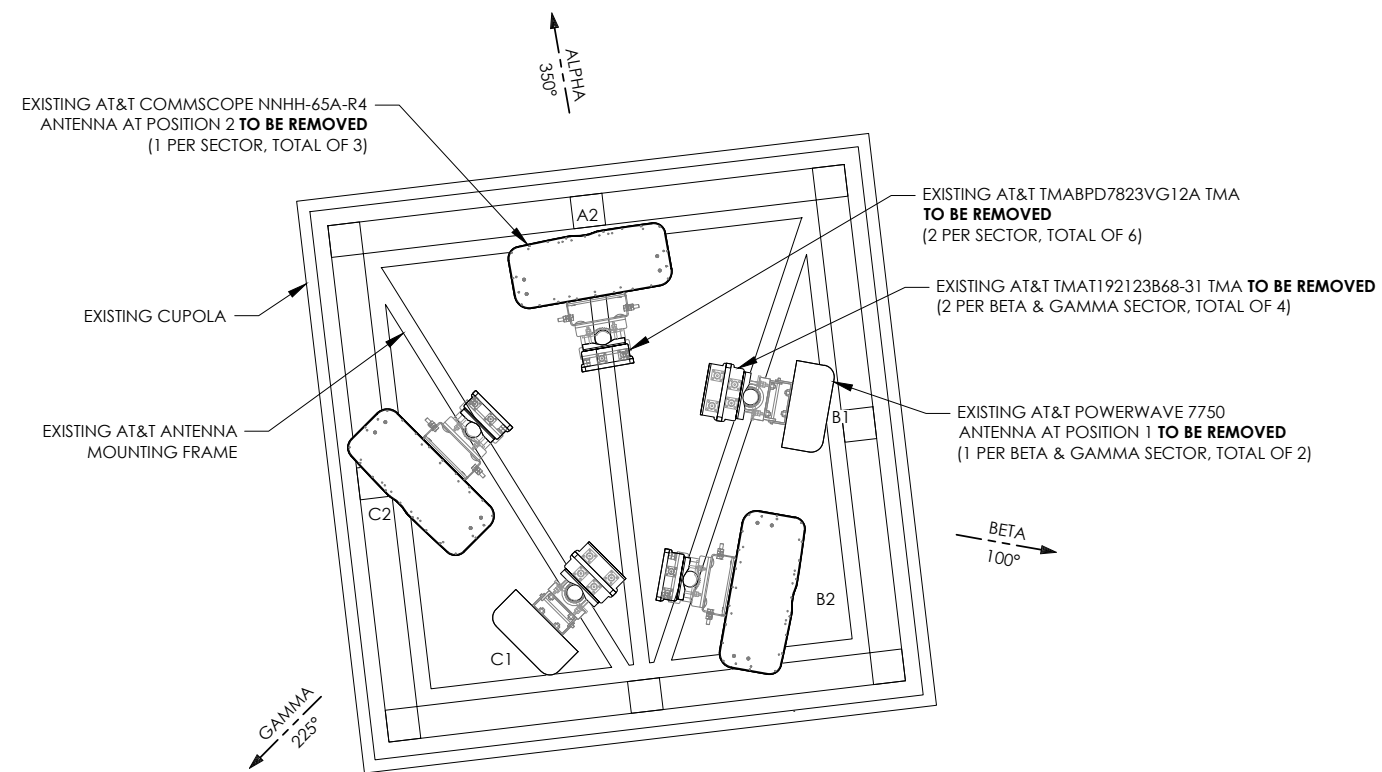 ALPHA
350°
EXISTING AT&T COMMSCOPE NNHH-65A-R4
ANTENNA AT POSITION 2 TO BE REMOVED
(1 PER SECTOR, TOTAL OF 3)
A2
EXISTING AT&T TMABPD7823VG12A TMA
TO BE REMOVED
(2 PER SECTOR, TOTAL OF 6)
EXISTING AT&T TMAT192123B68-31 TMA TO BE REMOVED
(2 PER BETA & GAMMA SECTOR, TOTAL OF 4)
EXISTING CUPOLA
B1
EXISTING AT&T POWERWAVE 7750
ANTENNA AT POSITION 1 TO BE REMOVED
(1 PER BETA & GAMMA SECTOR, TOTAL OF 2)
EXISTING AT&T ANTENNA
MOUNTING FRAME
C2
BETA
100°
B2
C1
GAMMA
225°